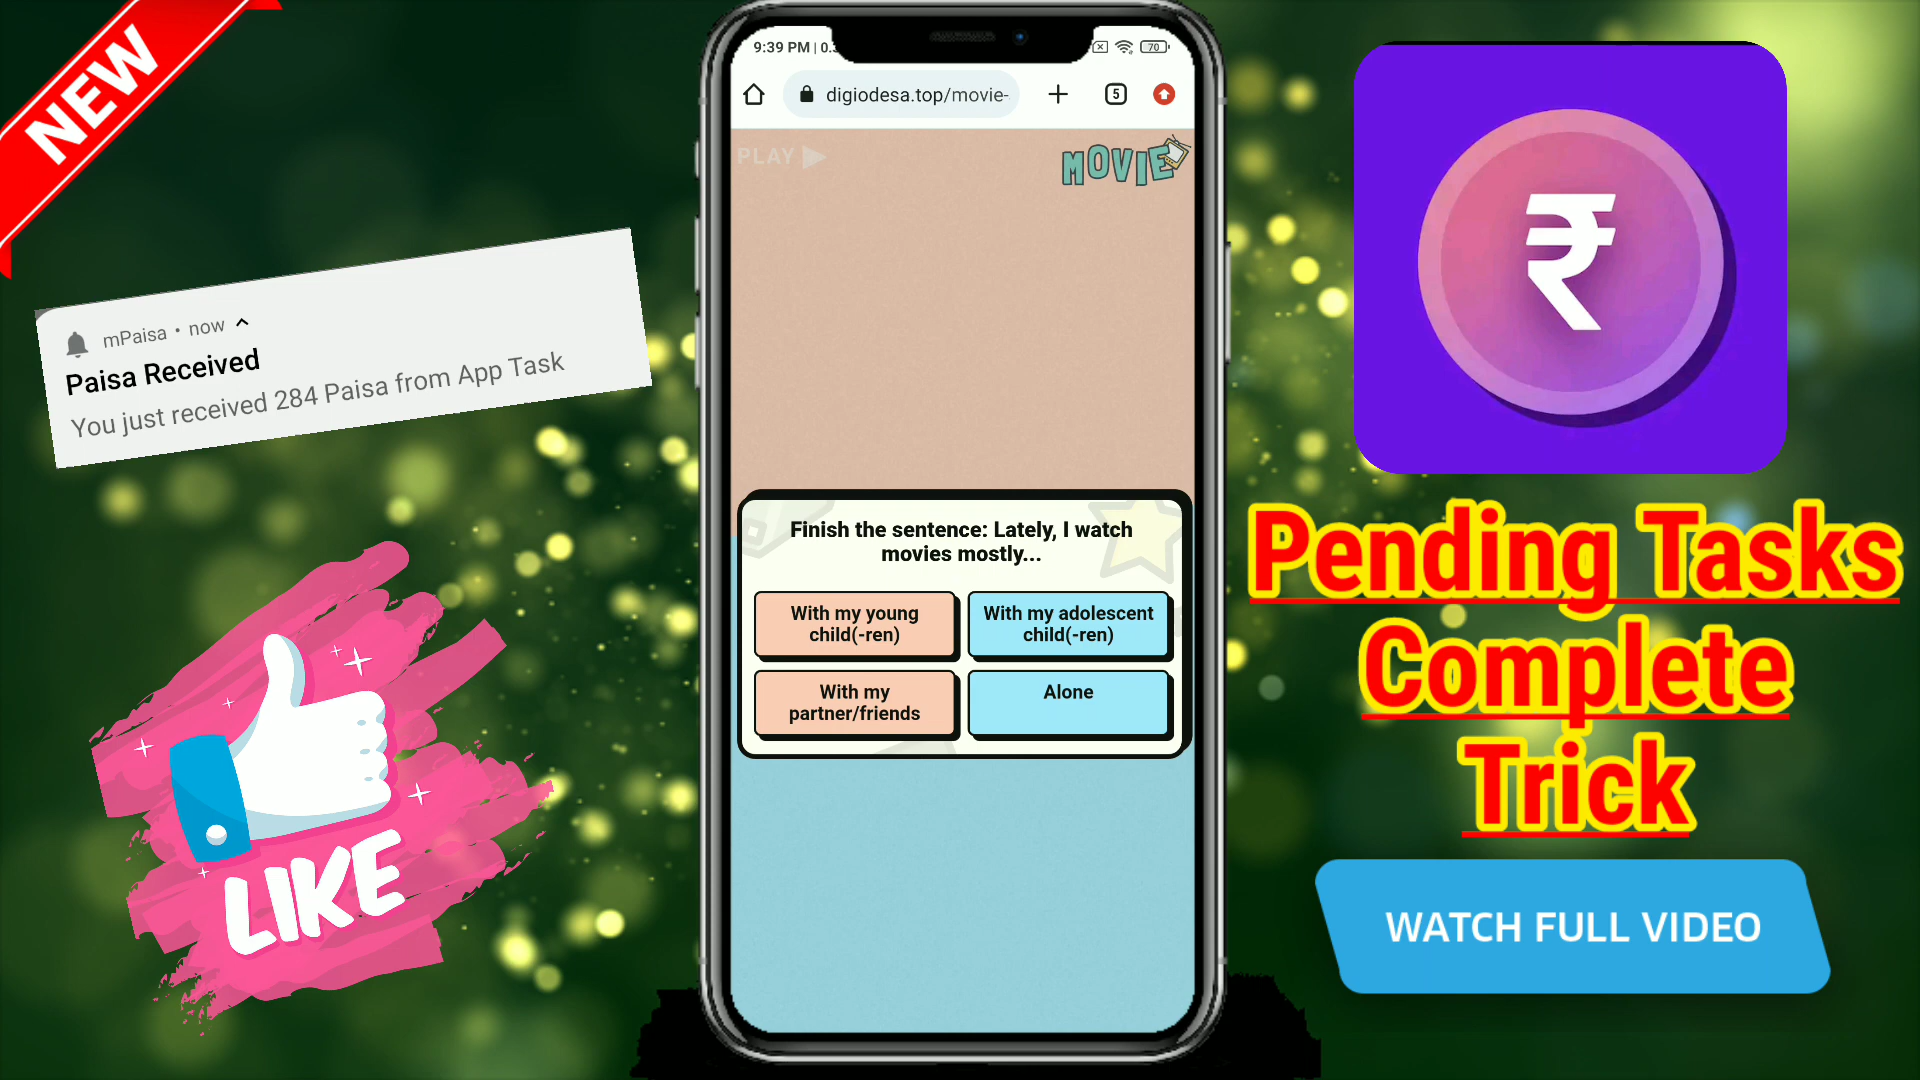 NEW
mPaisa • now
Paisa Received
You just received 284 Paisa from App Task
LIKE
9:39 PM | 0.
70
digiodesa.top/movie-
5
PLAY
MOVIE
Finish the sentence: Lately, I watch
movies mostly...
With my young
child(-ren)
With my adolescent
child(-ren)
With my
partner/friends
Alone
₹
Pending Tasks
Complete
Trick
WATCH FULL VIDEO